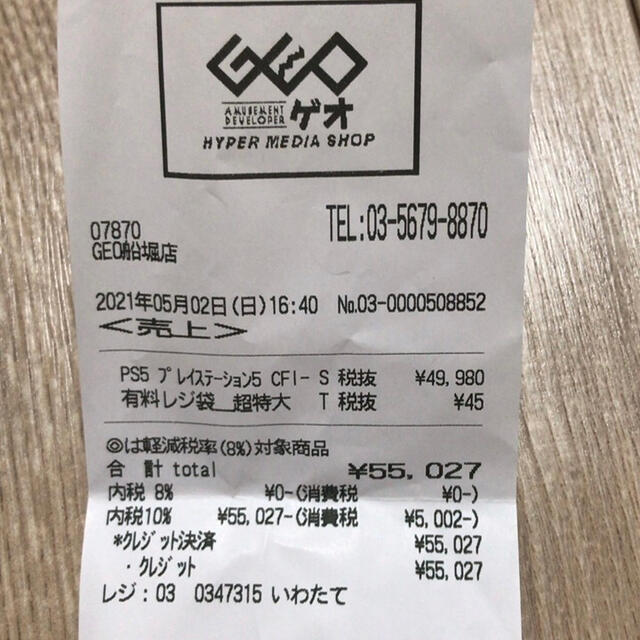 GEO
AMUSEMENT
DEVELOPER ゲオ
HYPER MEDIA SHOP
TEL:03-5679-8870
07870
GEO船堀店
2021年05月02日(日)16:40 No.03-0000508852
<売上>
PS5 プレイステーション5 CFI- S 税抜 ¥49,980
有料レジ袋 超特大 T 税抜 ¥45
◎は軽減税率(8%)対象商品
合 計 total ¥55,027
内税 8% ¥0-(消費税 ¥0-)
内税10% ¥55,027-(消費税 ¥5,002-)
*クレジット決済 ¥55,027
・クレジット ¥55,027
レジ:03 0347315 いわたて